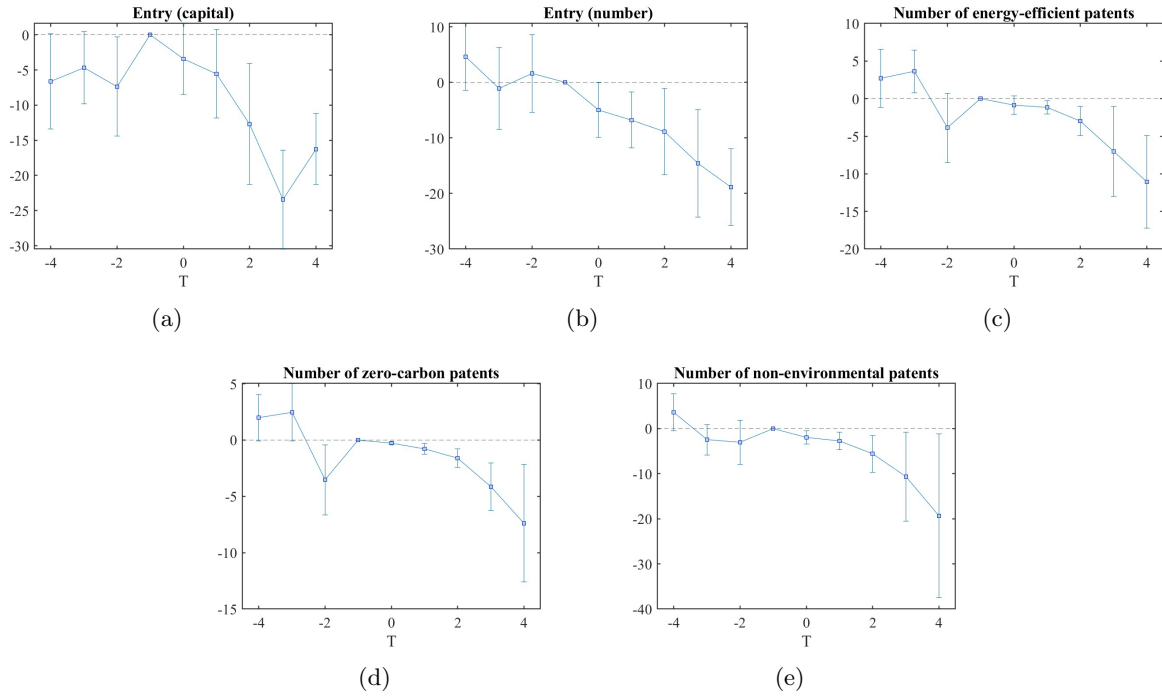 Entry (capital)
0
-5
-10
-15
-20
-25
-30
-4 -2 0 2 4
T
(a)
Entry (number)
10
0
-10
-20
-30
-4 -2 0 2 4
T
(b)
Number of energy-efficient patents
10
5
0
-5
-10
-15
-20
-4 -2 0 2 4
T
(c)
Number of zero-carbon patents
5
0
-5
-10
-15
-4 -2 0 2 4
T
(d)
Number of non-environmental patents
10
0
-10
-20
-30
-40
-4 -2 0 2 4
T
(e)